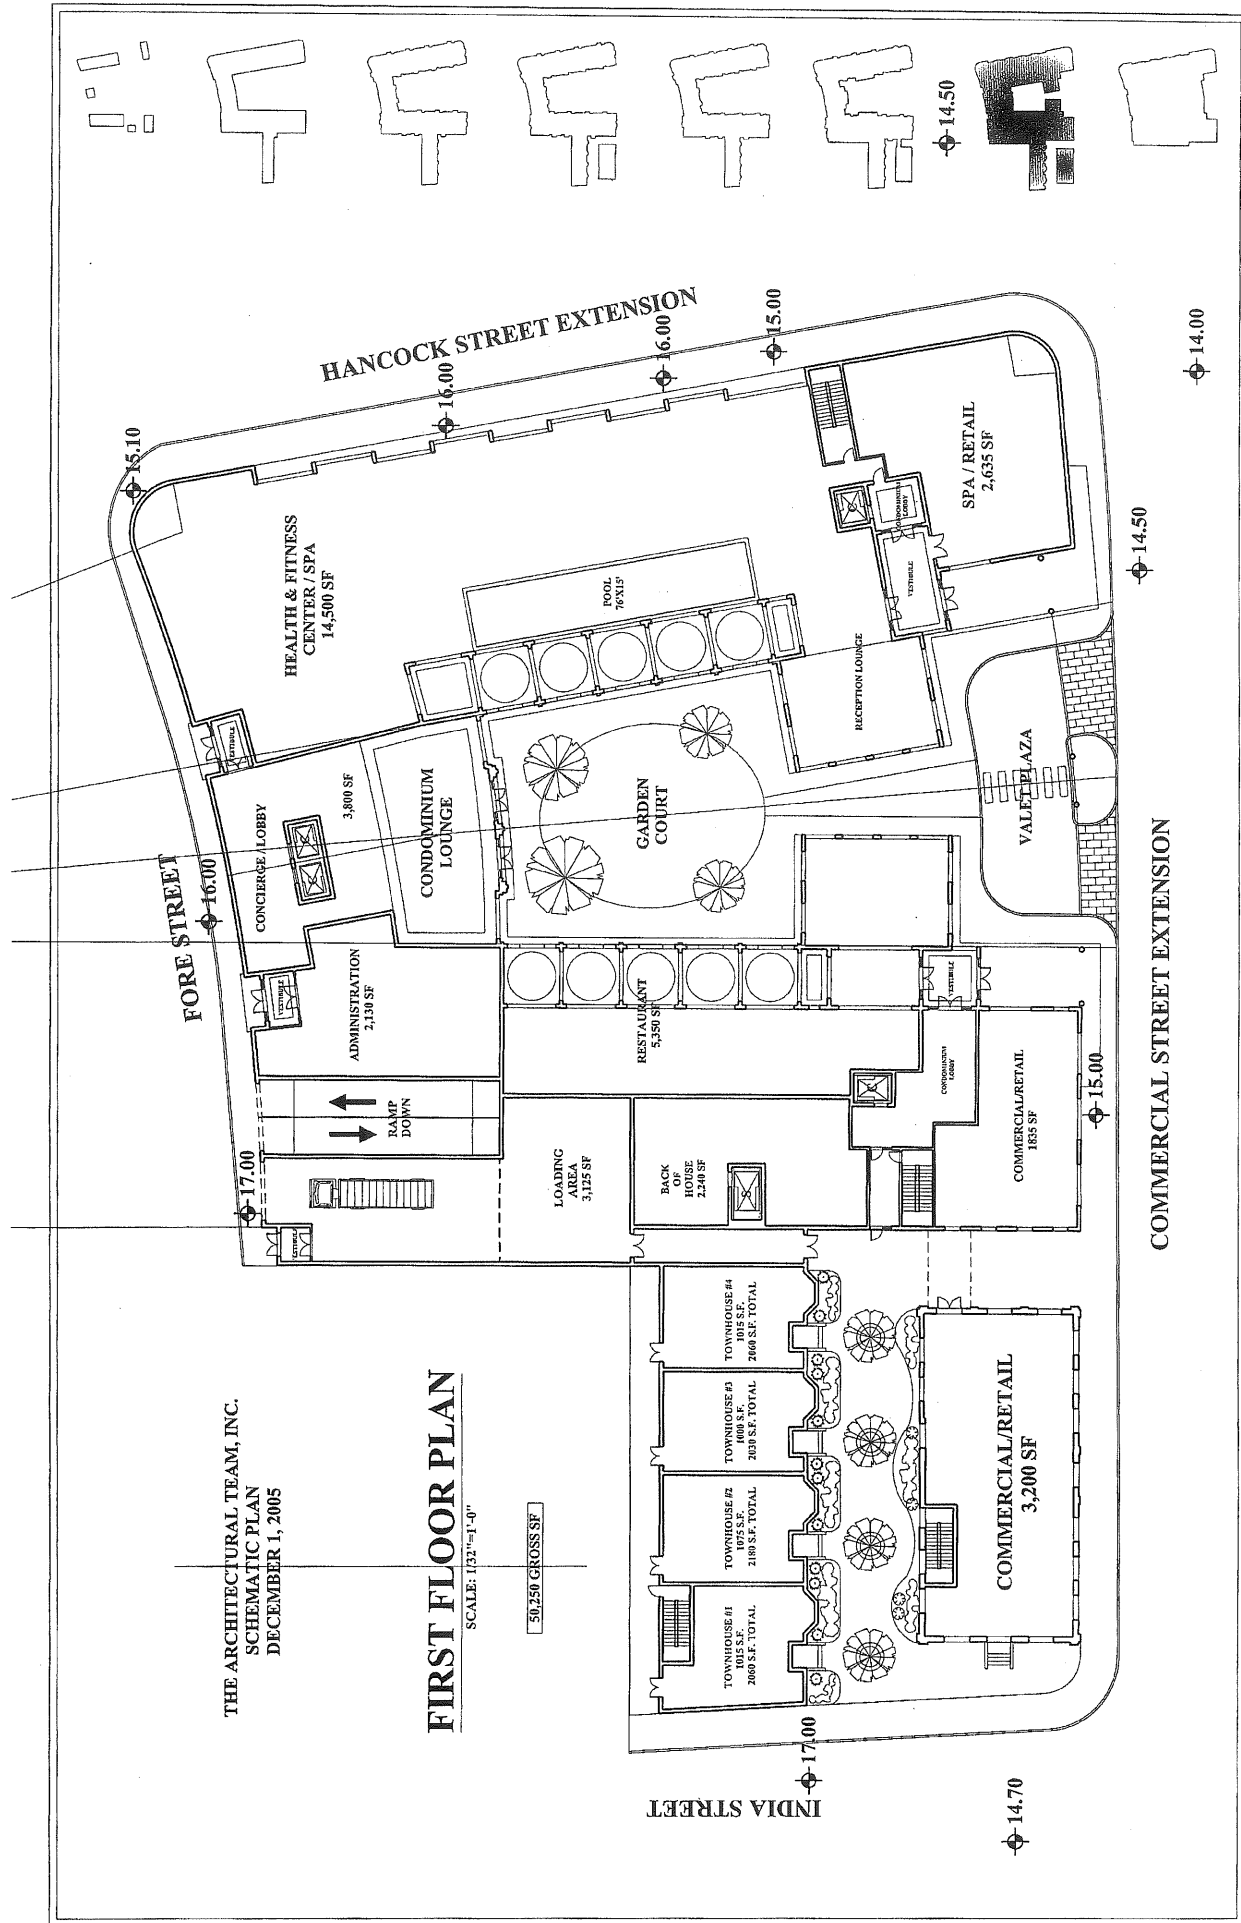 THE ARCHITECTURAL TEAM, INC.
SCHEMATIC PLAN
DECEMBER 1, 2005
FIRST FLOOR PLAN
SCALE: 1/32"=1'-0"
50,250 GROSS SF
FORE STREET
17.00
16.00
15.10
HANCOCK STREET EXTENSION
16.00
16.00
15.00
14.50
14.00
14.50
COMMERCIAL STREET EXTENSION
15.00
INDIA STREET
17.00
14.70
VESTIBULE
RAMP
DOWN
LOADING
AREA
3,125 SF
BACK
OF
HOUSE
2,240 SF
VESTIBULE
ADMINISTRATION
2,130 SF
CONCIERGE / LOBBY
3,800 SF
CONDOMINIUM
LOUNGE
VESTIBULE
HEALTH & FITNESS
CENTER / SPA
14,500 SF
POOL
76'X15'
GARDEN
COURT
RESTAURANT
5,350 SF
RECEPTION LOUNGE
VESTIBULE
CONDOMINIUM
LOBBY
SPA / RETAIL
2,635 SF
VALET PLAZA
VESTIBULE
CONDOMINIUM
LOBBY
COMMERCIAL/RETAIL
1835 SF
TOWNHOUSE #1
1015 S.F.
2060 S.F. TOTAL
TOWNHOUSE #2
1075 S.F.
2180 S.F. TOTAL
TOWNHOUSE #3
1000 S.F.
2030 S.F. TOTAL
TOWNHOUSE #4
1015 S.F.
2060 S.F. TOTAL
COMMERCIAL/RETAIL
3,200 SF